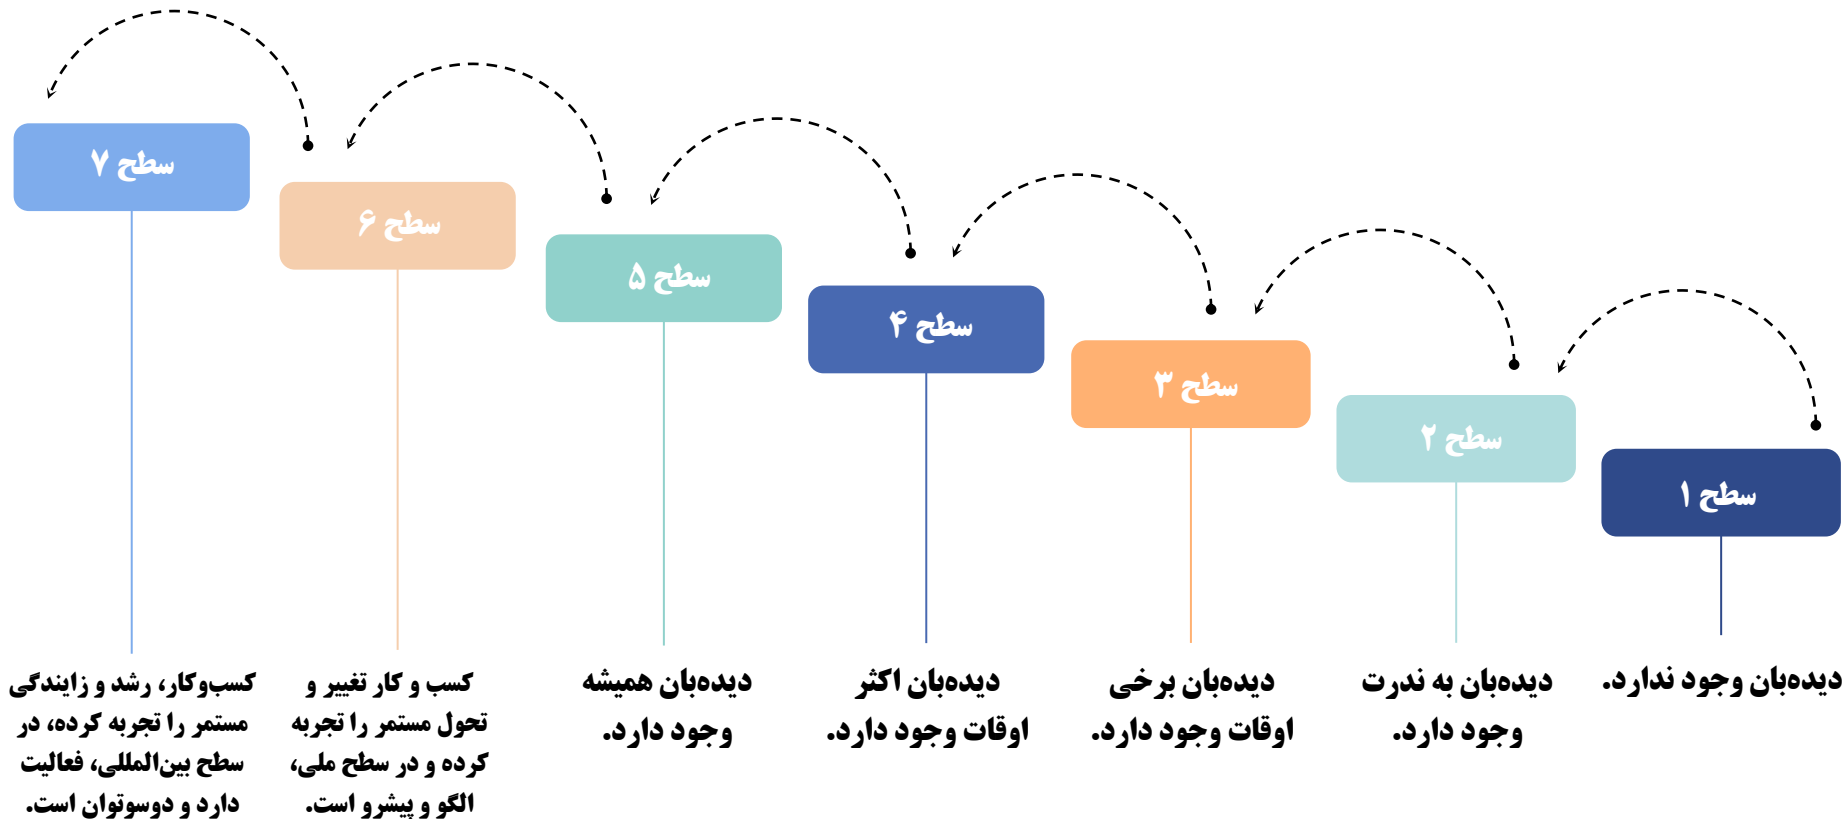 سطح ۱
دیده‌بان وجود ندارد.
سطح ۲
دیده‌بان به ندرت
وجود دارد.
سطح ۳
دیده‌بان برخی
اوقات وجود دارد.
سطح ۴
دیده‌بان اکثر
اوقات وجود دارد.
سطح ۵
دیده‌بان همیشه
وجود دارد.
سطح ۶
کسب و کار تغییر و
تحول مستمر را تجربه
کرده و در سطح ملی،
الگو و پیشرو است.
سطح ۷
کسب‌وکار، رشد و زایندگی
مستمر را تجربه کرده، در
سطح بین‌المللی، فعالیت
دارد و دوسوتوان است.